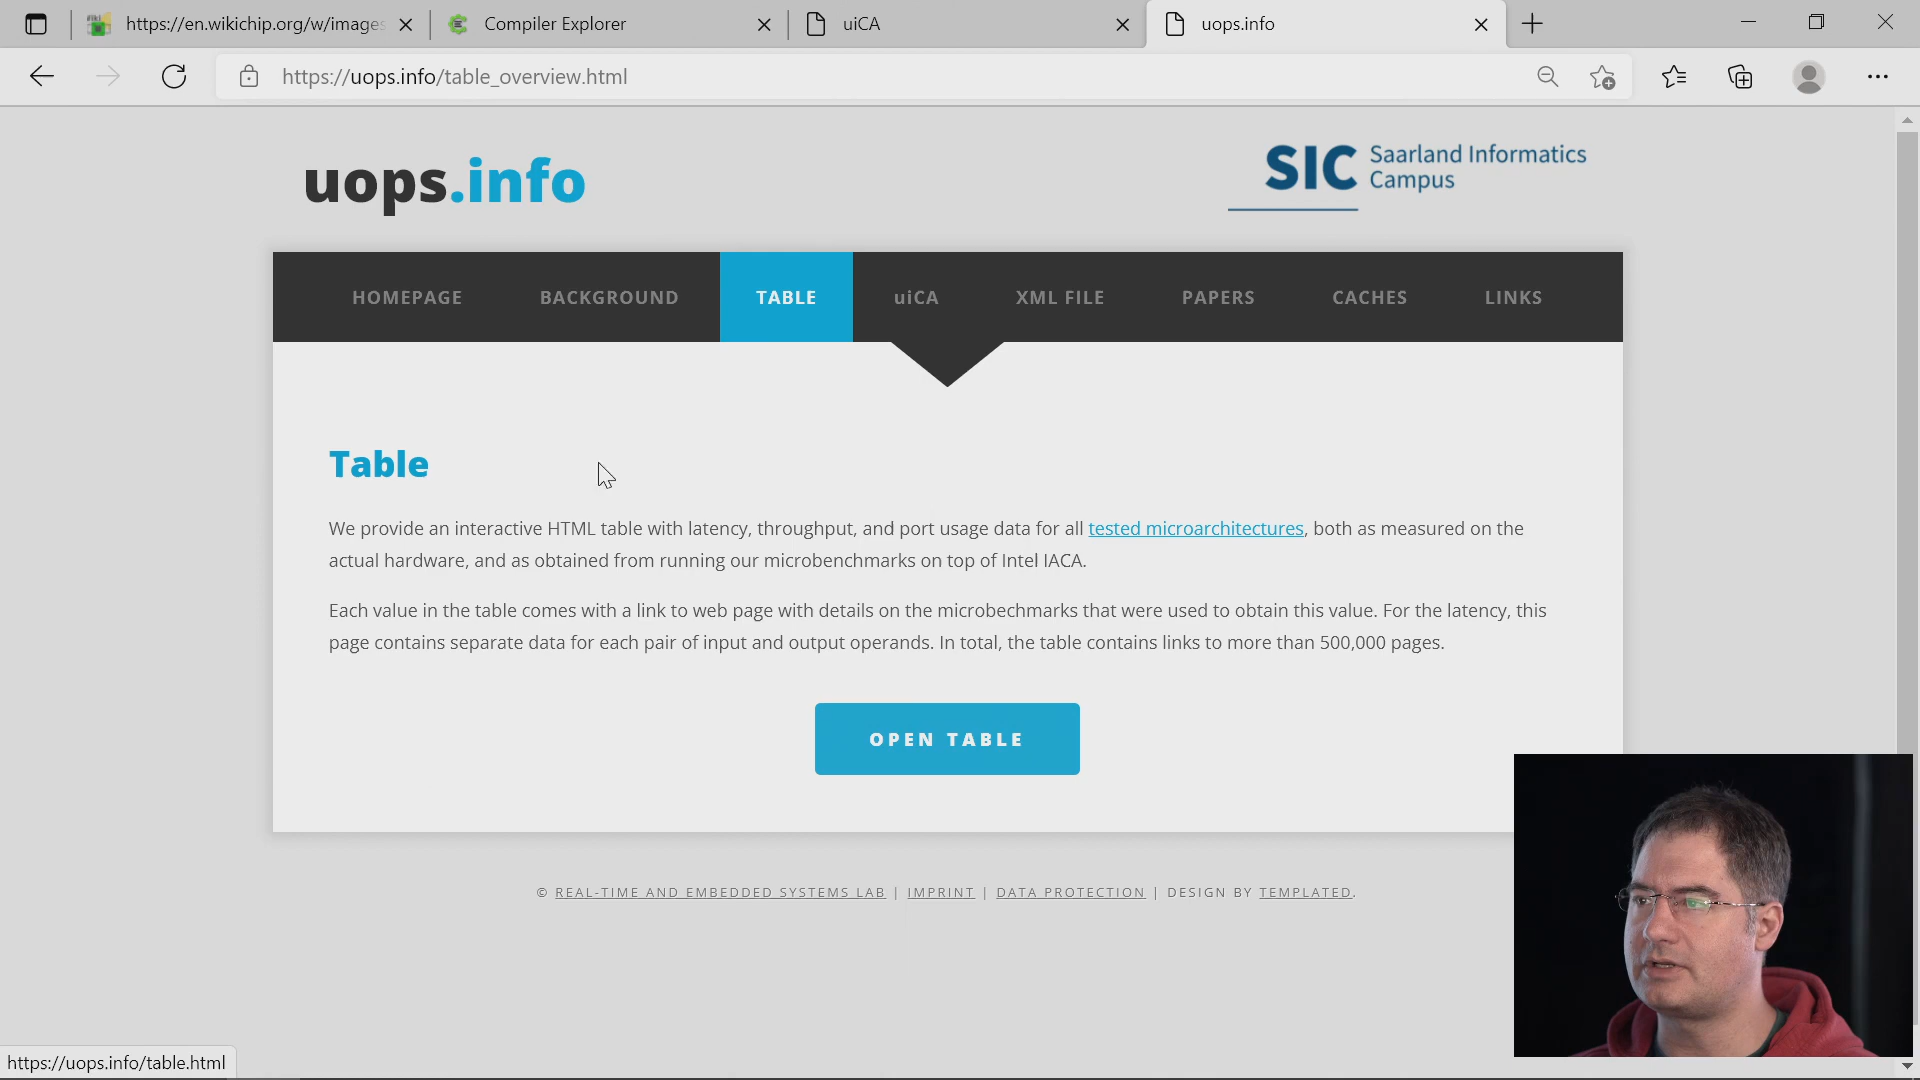 https://en.wikichip.org/w/images
Compiler Explorer
uiCA
uops.info
https://uops.info/table_overview.html
uops.info
SIC Saarland Informatics
Campus
HOMEPAGE BACKGROUND TABLE uiCA XML FILE PAPERS CACHES LINKS
Table
We provide an interactive HTML table with latency, throughput, and port usage data for all tested microarchitectures, both as measured on the
actual hardware, and as obtained from running our microbenchmarks on top of Intel IACA.
Each value in the table comes with a link to web page with details on the microbechmarks that were used to obtain this value. For the latency, this
page contains separate data for each pair of input and output operands. In total, the table contains links to more than 500,000 pages.
OPEN TABLE
© REAL-TIME AND EMBEDDED SYSTEMS LAB | IMPRINT | DATA PROTECTION | DESIGN BY TEMPLATED.
https://uops.info/table.html